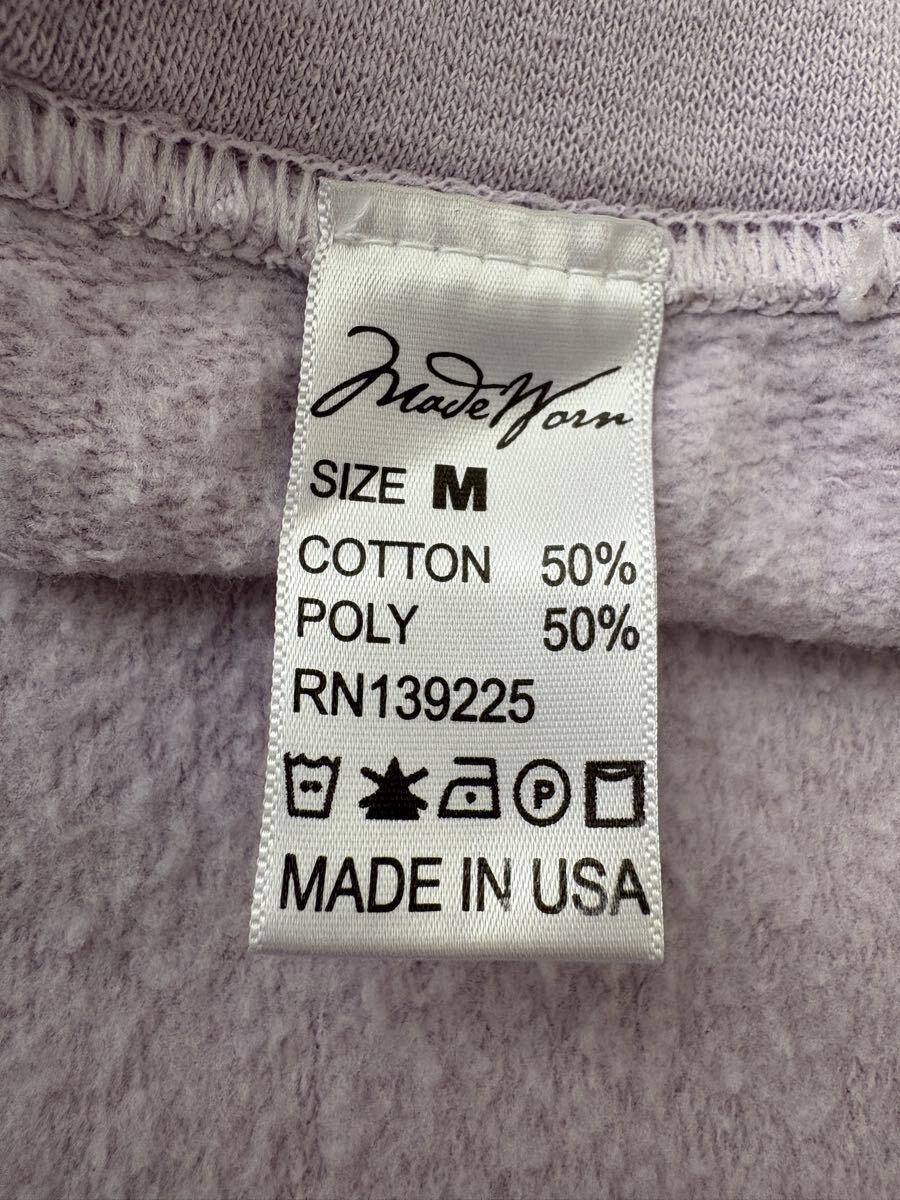 MadeWorn
SIZE M
COTTON 50%
POLY 50%
RN139225
P
MADE IN USA